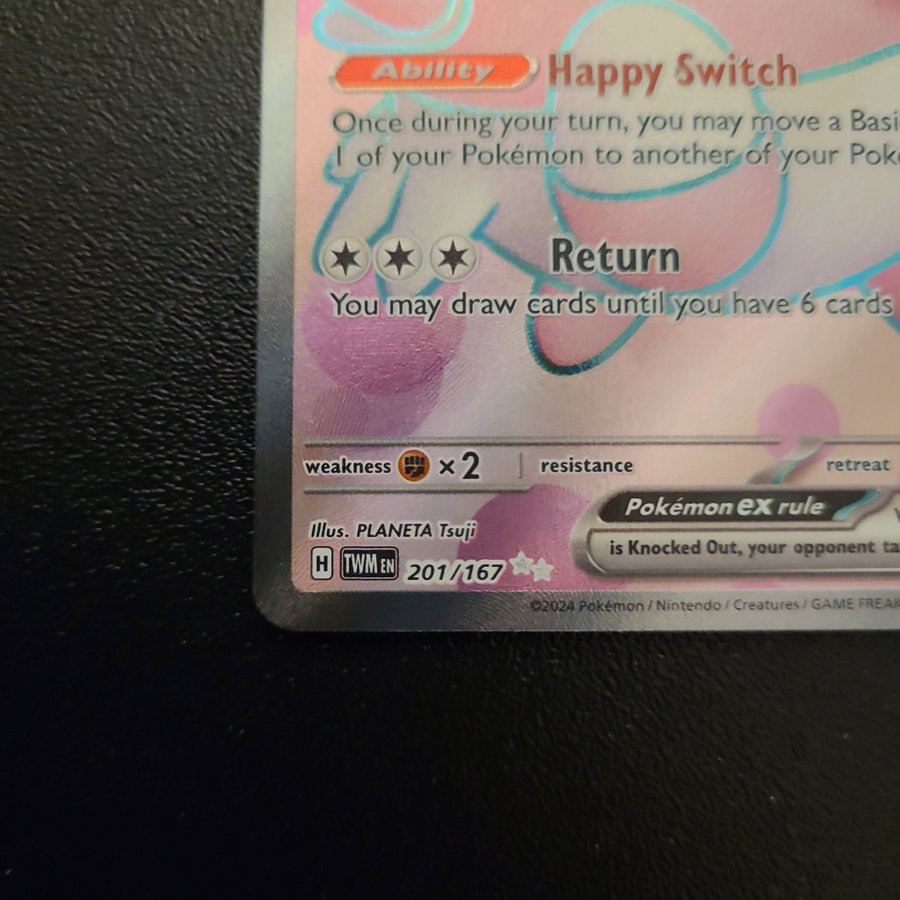 Ability Happy Switch
Once during your turn, you may move a Basi
1 of your Pokémon to another of your Pok
Return
You may draw cards until you have 6 cards
weakness ×2 resistance retreat
Pokémon ex rule
is Knocked Out, your opponent ta
Illus. PLANETA Tsuji
H TWM EN 201/167
©2024 Pokémon / Nintendo / Creatures / GAME FREAK